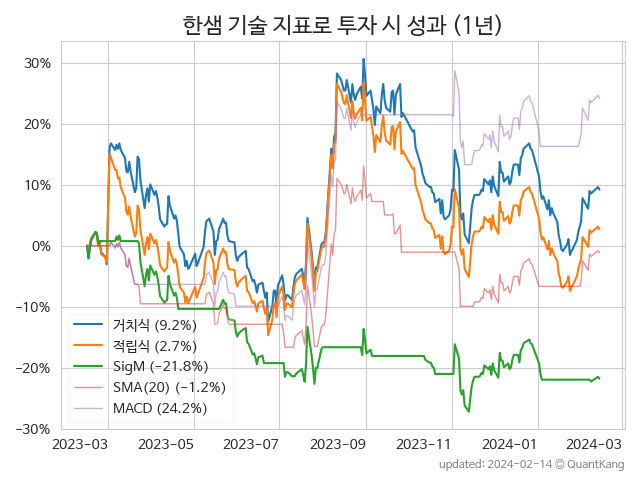 한샘 기술 지표로 투자 시 성과 (1년)
30%
20%
10%
0%
−10%
−20%
−30%
거치식 (9.2%)
적립식 (2.7%)
SigM (−21.8%)
SMA(20) (−1.2%)
MACD (24.2%)
2023-03
2023-05
2023-07
2023-09
2023-11
2024-01
2024-03
updated: 2024-02-14 © QuantKang